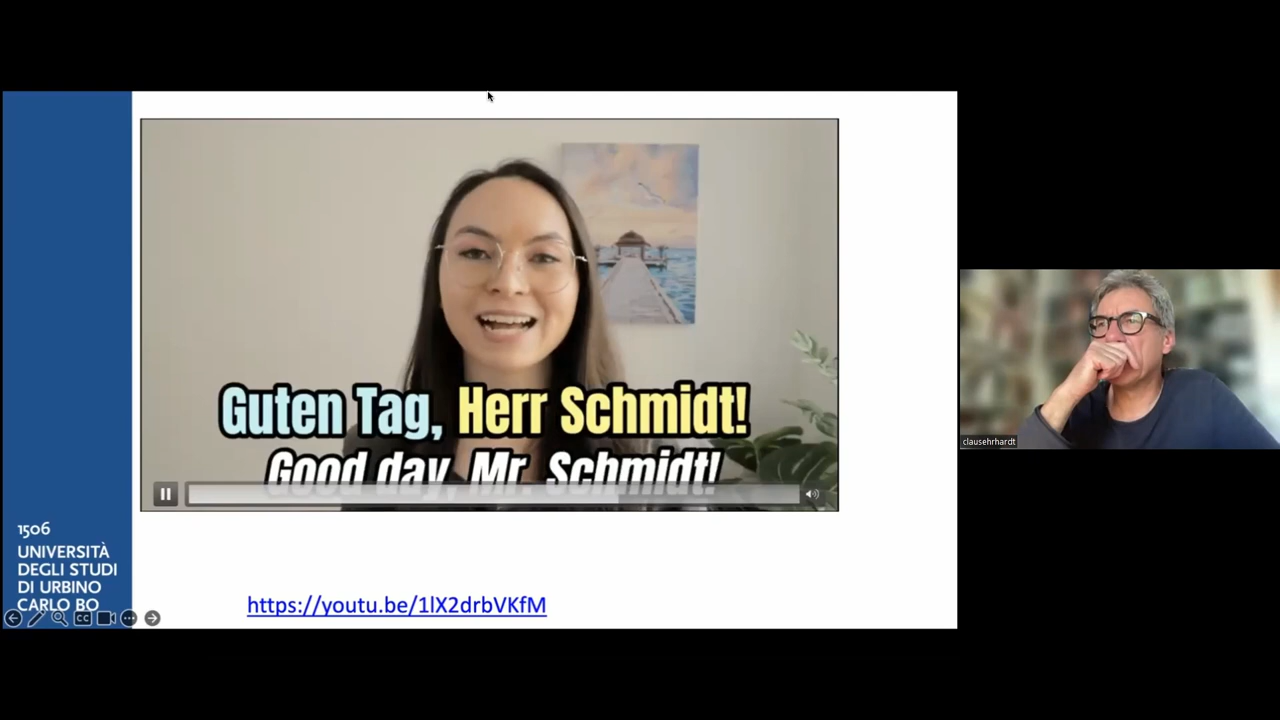 Guten Tag, Herr Schmidt!
Good day, Mr. Schmidt!
clausehrhardt
1506
UNIVERSITÀ
DEGLI STUDI
DI URBINO
CARLO BO
CC
https://youtu.be/1lX2drbVKfM